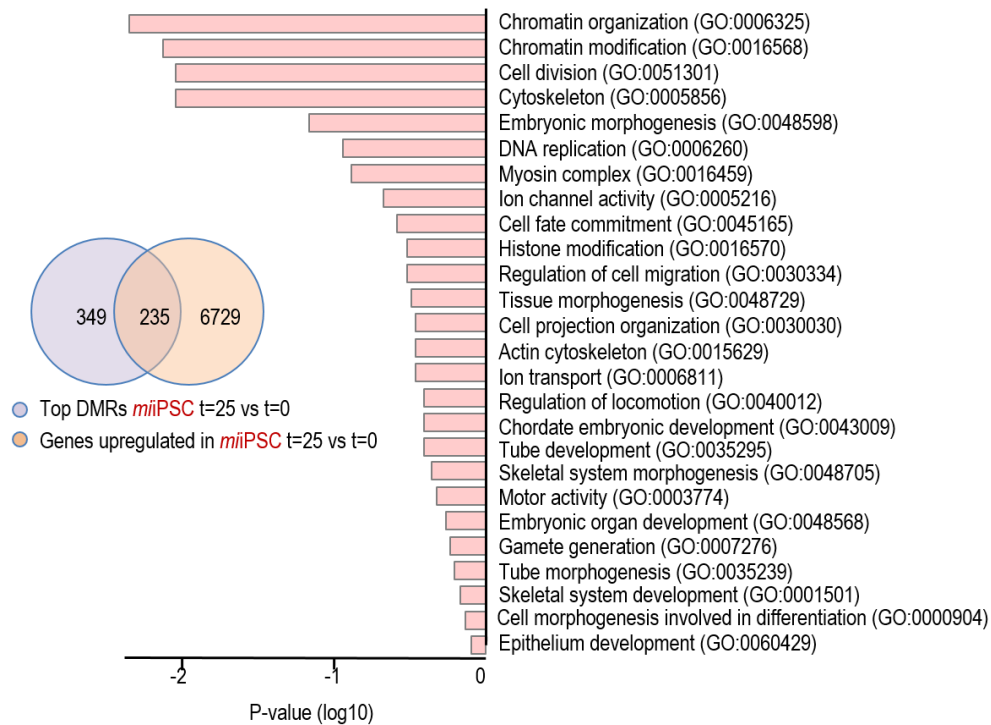 Chromatin organization (GO:0006325)
Chromatin modification (GO:0016568)
Cell division (GO:0051301)
Cytoskeleton (GO:0005856)
Embryonic morphogenesis (GO:0048598)
DNA replication (GO:0006260)
Myosin complex (GO:0016459)
Ion channel activity (GO:0005216)
Cell fate commitment (GO:0045165)
Histone modification (GO:0016570)
Regulation of cell migration (GO:0030334)
Tissue morphogenesis (GO:0048729)
Cell projection organization (GO:0030030)
Actin cytoskeleton (GO:0015629)
Ion transport (GO:0006811)
Regulation of locomotion (GO:0040012)
Chordate embryonic development (GO:0043009)
Tube development (GO:0035295)
Skeletal system morphogenesis (GO:0048705)
Motor activity (GO:0003774)
Embryonic organ development (GO:0048568)
Gamete generation (GO:0007276)
Tube morphogenesis (GO:0035239)
Skeletal system development (GO:0001501)
Cell morphogenesis involved in differentiation (GO:0000904)
Epithelium development (GO:0060429)
349 235 6729
Top DMRs miiPSC t=25 vs t=0
Genes upregulated in miiPSC t=25 vs t=0
-2 -1 0
P-value (log10)